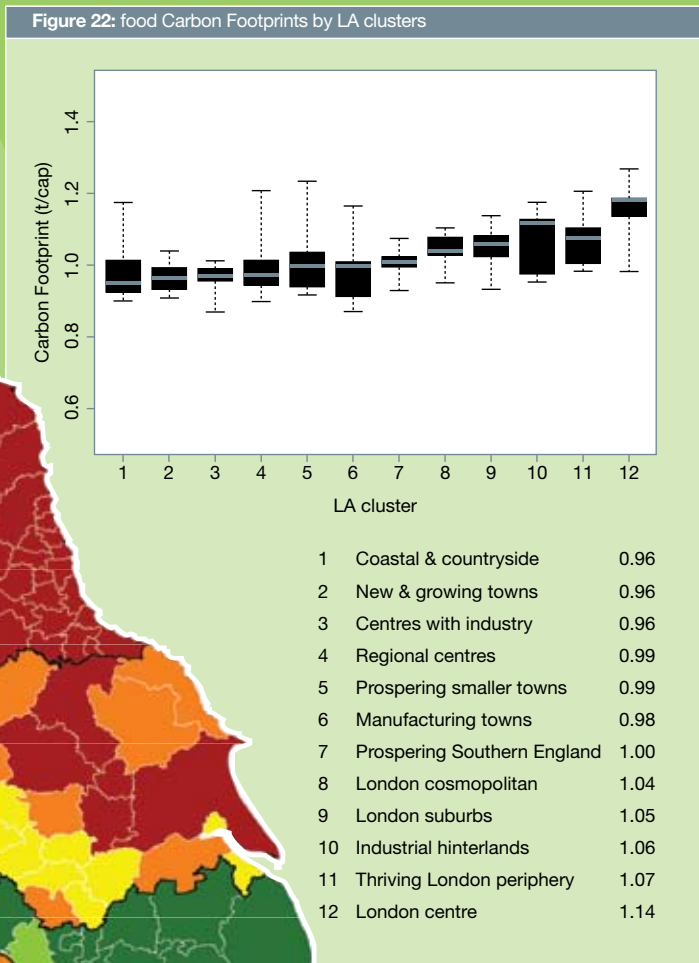 Figure 22: food Carbon Footprints by LA clusters
Carbon Footprint (t/cap)
1.4
1.2
1.0
0.8
0.6
1 2 3 4 5 6 7 8 9 10 11 12
LA cluster
1 Coastal & countryside 0.96
2 New & growing towns 0.96
3 Centres with industry 0.96
4 Regional centres 0.99
5 Prospering smaller towns 0.99
6 Manufacturing towns 0.98
7 Prospering Southern England 1.00
8 London cosmopolitan 1.04
9 London suburbs 1.05
10 Industrial hinterlands 1.06
11 Thriving London periphery 1.07
12 London centre 1.14